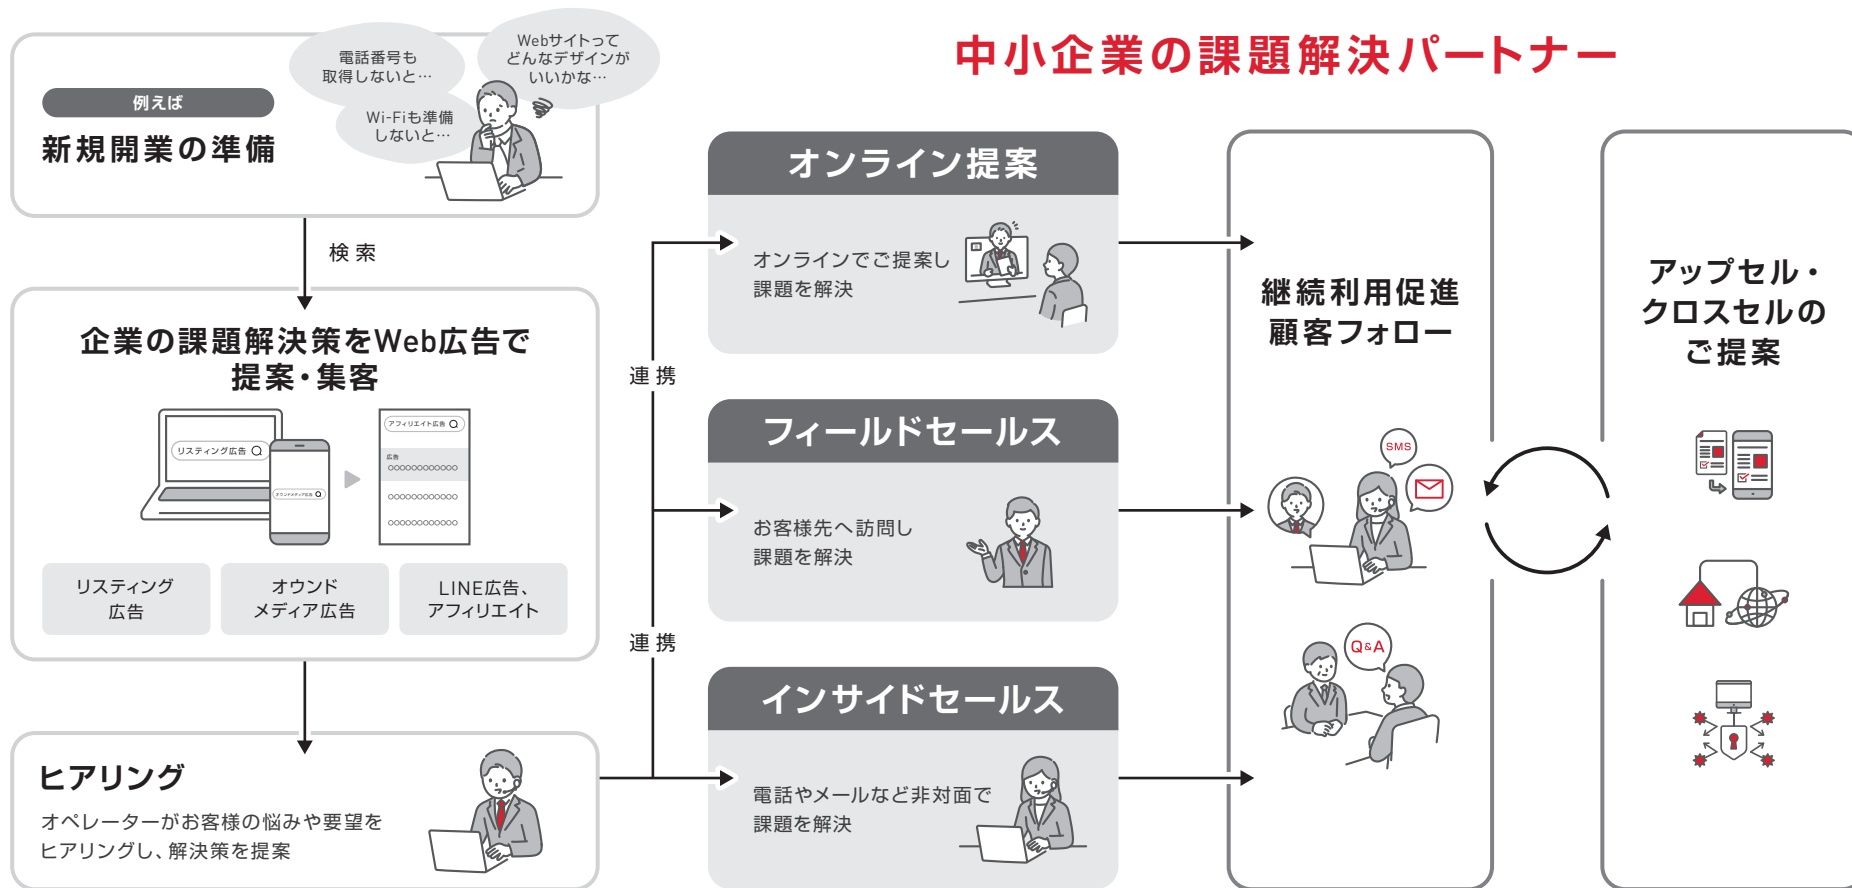 中小企業の課題解決パートナー
例えば
新規開業の準備
電話番号も
取得しないと…
Webサイトって
どんなデザインが
いいかな…
Wi-Fiも準備
しないと…
検索
企業の課題解決策をWeb広告で
提案・集客
リスティング広告
オウンドメディア広告
アフィリエイト広告
広告
○○○○○○○○○○○○
○○○○○○○○○○○○
○○○○○○○○○○○○
リスティング
広告
オウンド
メディア広告
LINE広告、
アフィリエイト
ヒアリング
オペレーターがお客様の悩みや要望を
ヒアリングし、解決策を提案
連携
連携
オンライン提案
オンラインでご提案し
課題を解決
フィールドセールス
お客様先へ訪問し
課題を解決
インサイドセールス
電話やメールなど非対面で
課題を解決
継続利用促進
顧客フォロー
SMS
Q&A
アップセル・
クロスセルの
ご提案